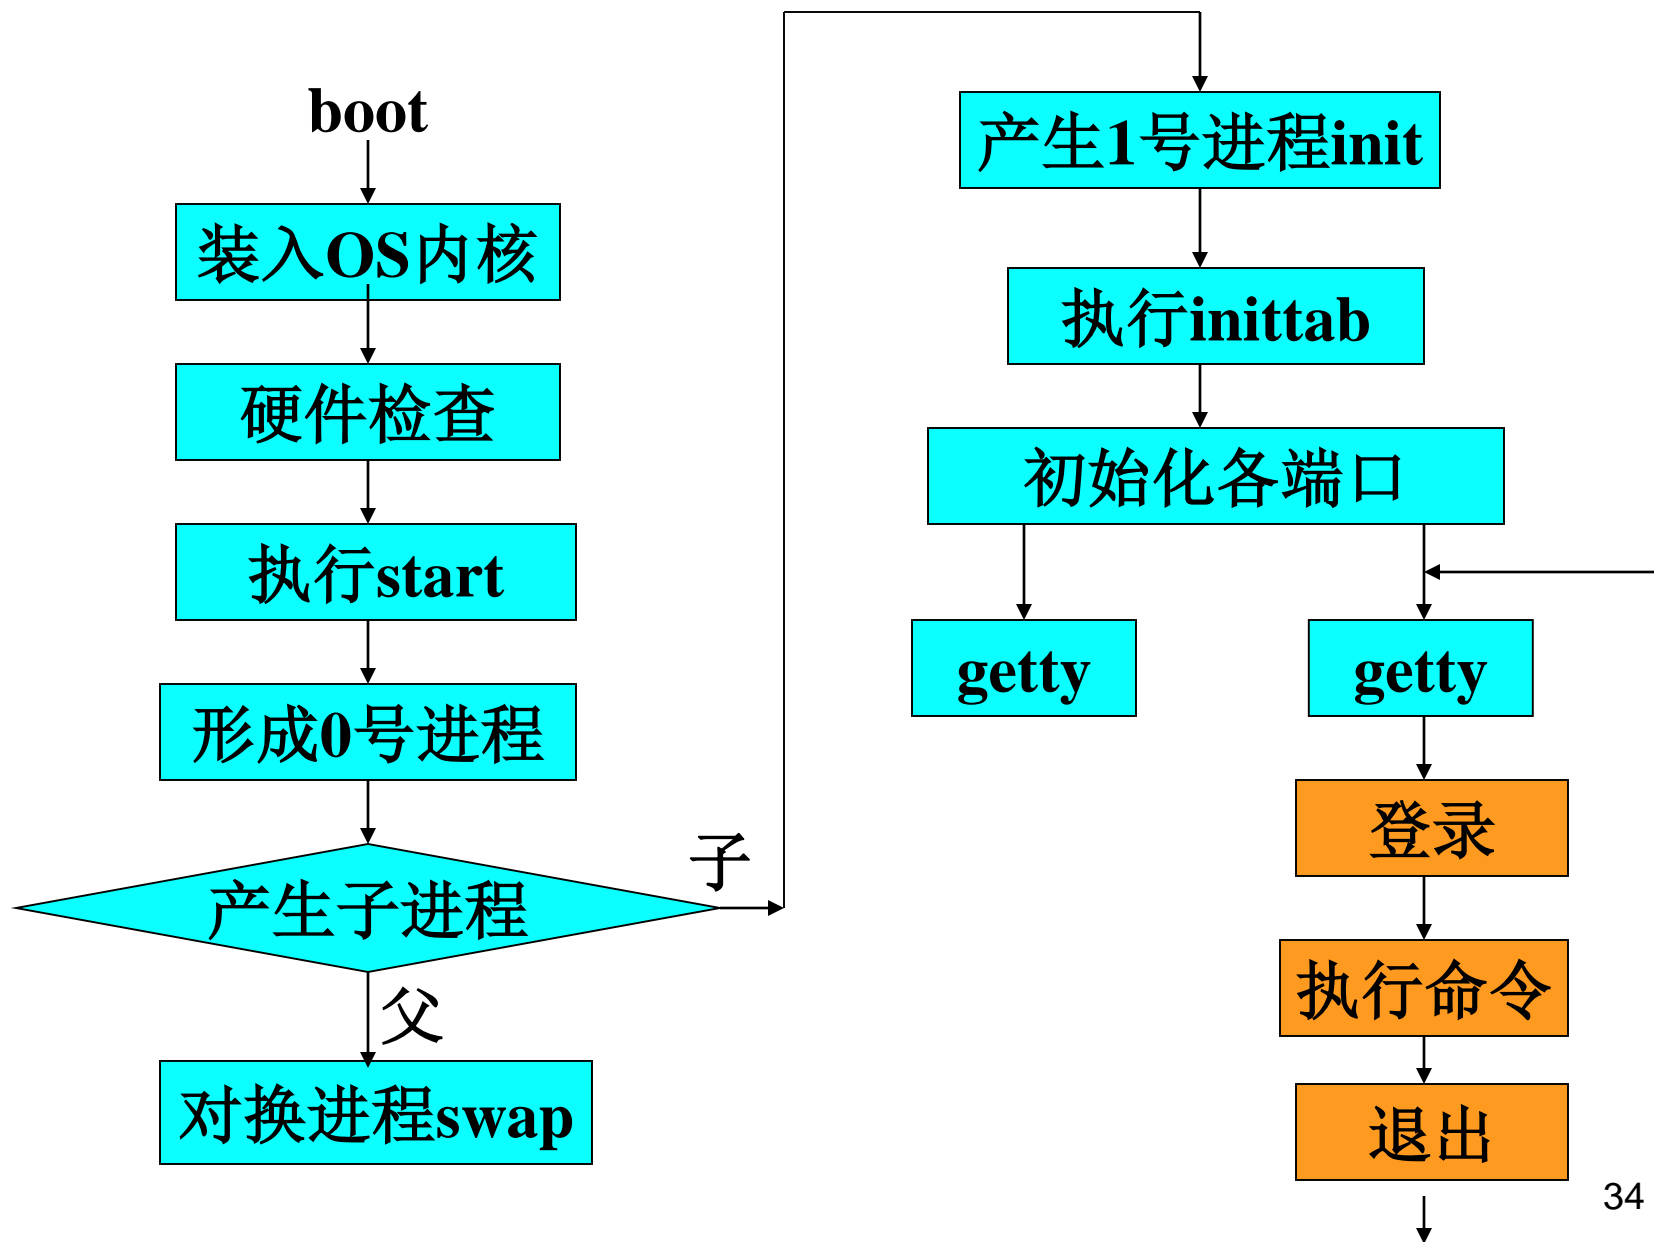 boot
装入OS内核
硬件检查
执行start
形成0号进程
产生子进程
子
父
对换进程swap
产生1号进程init
执行inittab
初始化各端口
getty
getty
登录
执行命令
退出
34